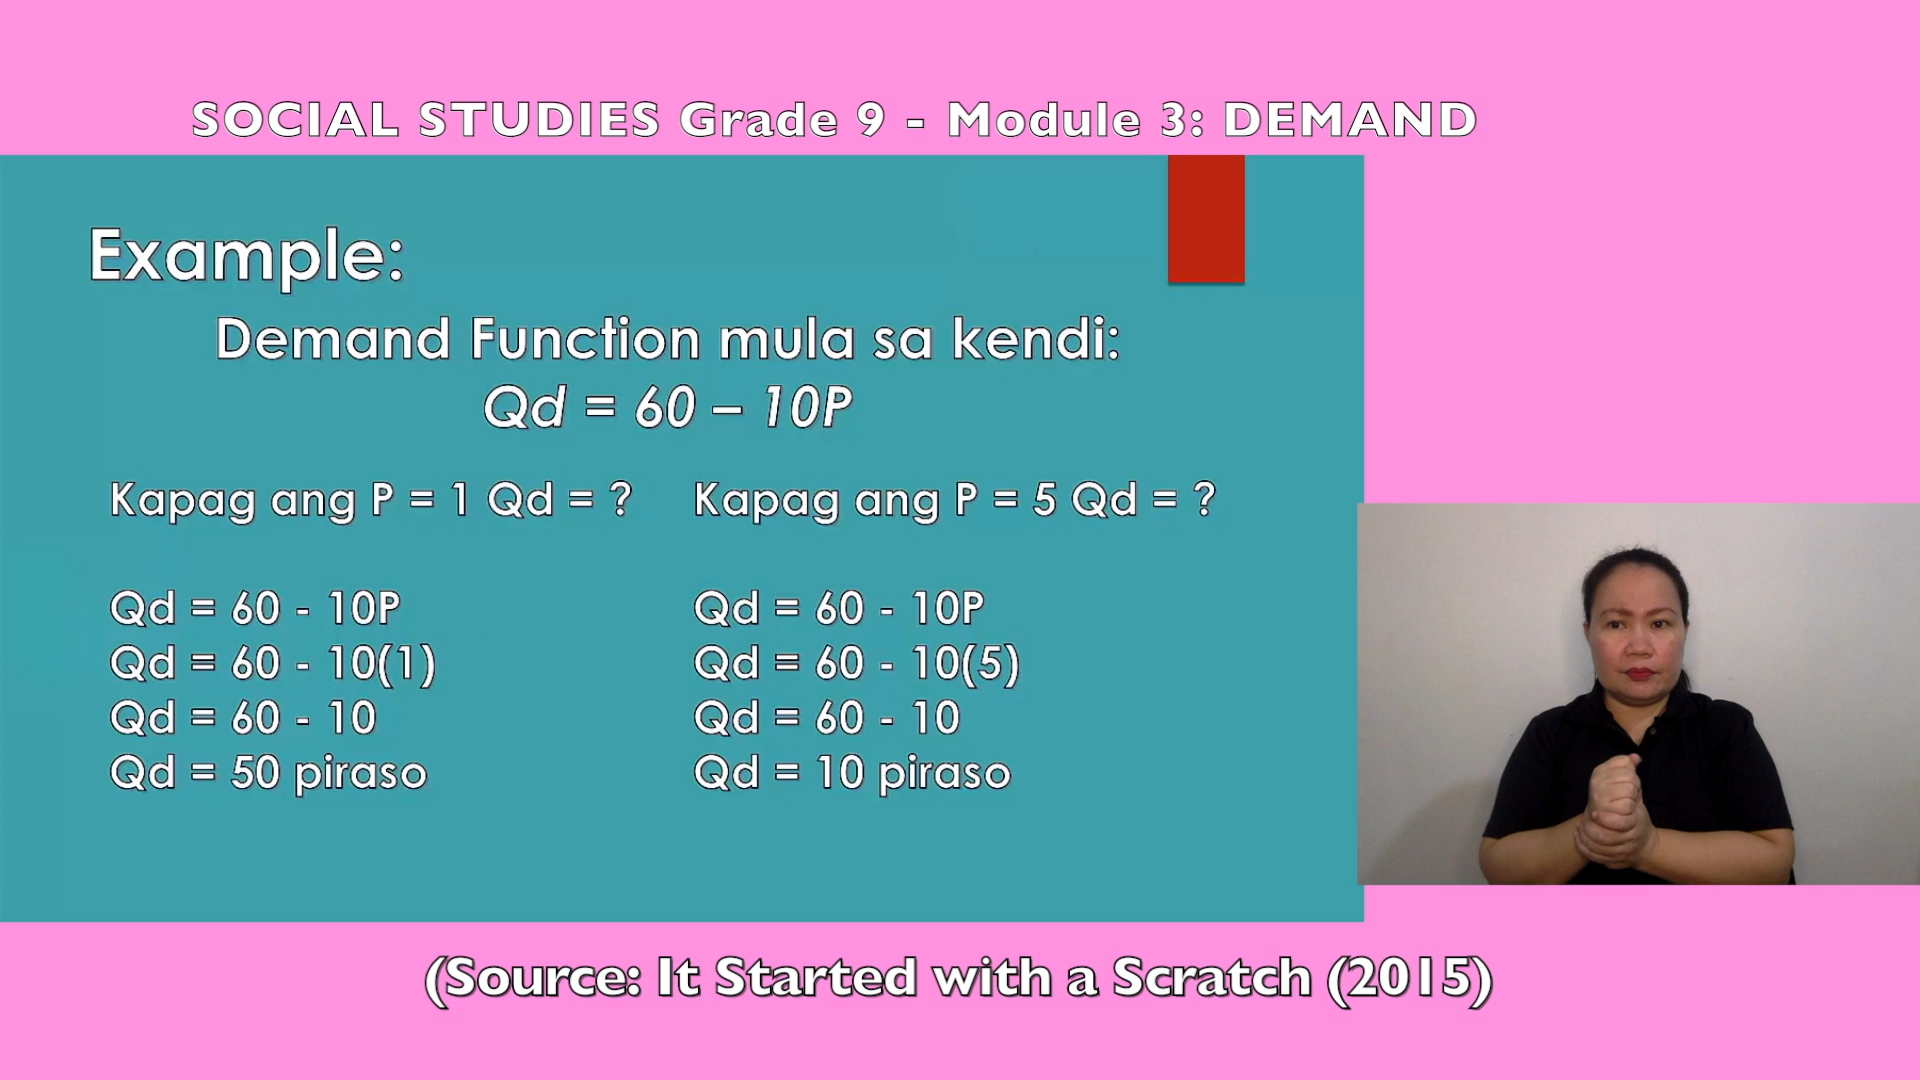 SOCIAL STUDIES Grade 9 - Module 3: DEMAND
Example:
Demand Function mula sa kendi:
Qd = 60 – 10P
Kapag ang P = 1 Qd = ?
Qd = 60 - 10P
Qd = 60 - 10(1)
Qd = 60 - 10
Qd = 50 piraso
Kapag ang P = 5 Qd = ?
Qd = 60 - 10P
Qd = 60 - 10(5)
Qd = 60 - 10
Qd = 10 piraso
(Source: It Started with a Scratch (2015)